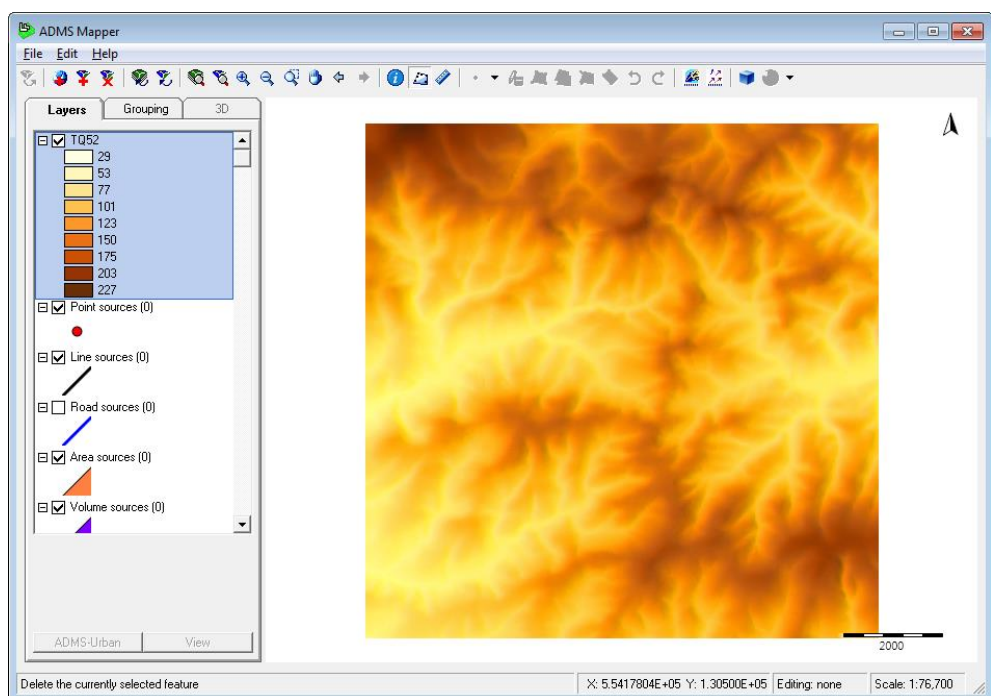 ADMS Mapper
File Edit Help
Layers Grouping 3D
TQ52
29
53
77
101
123
150
175
203
227
Point sources (0)
Line sources (0)
Road sources (0)
Area sources (0)
Volume sources (0)
ADMS-Urban View
2000
Delete the currently selected feature X: 5.5417804E+05 Y: 1.30500E+05 Editing: none Scale: 1:76,700